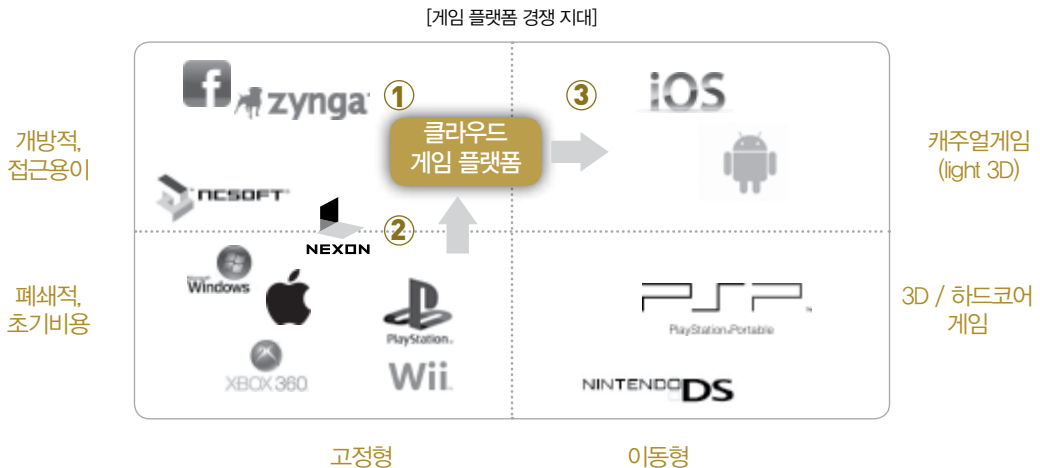 [게임 플랫폼 경쟁 지대]
zynga
①
③
iOS
클라우드
게임 플랫폼
개방적,
접근용이
캐주얼게임
(light 3D)
NCSOFT
②
NEXON
Microsoft
Windows
폐쇄적,
초기비용
PlayStation
PSP
PlayStation Portable
3D / 하드코어
게임
XBOX 360
Wii
NINTENDO DS
고정형
이동형